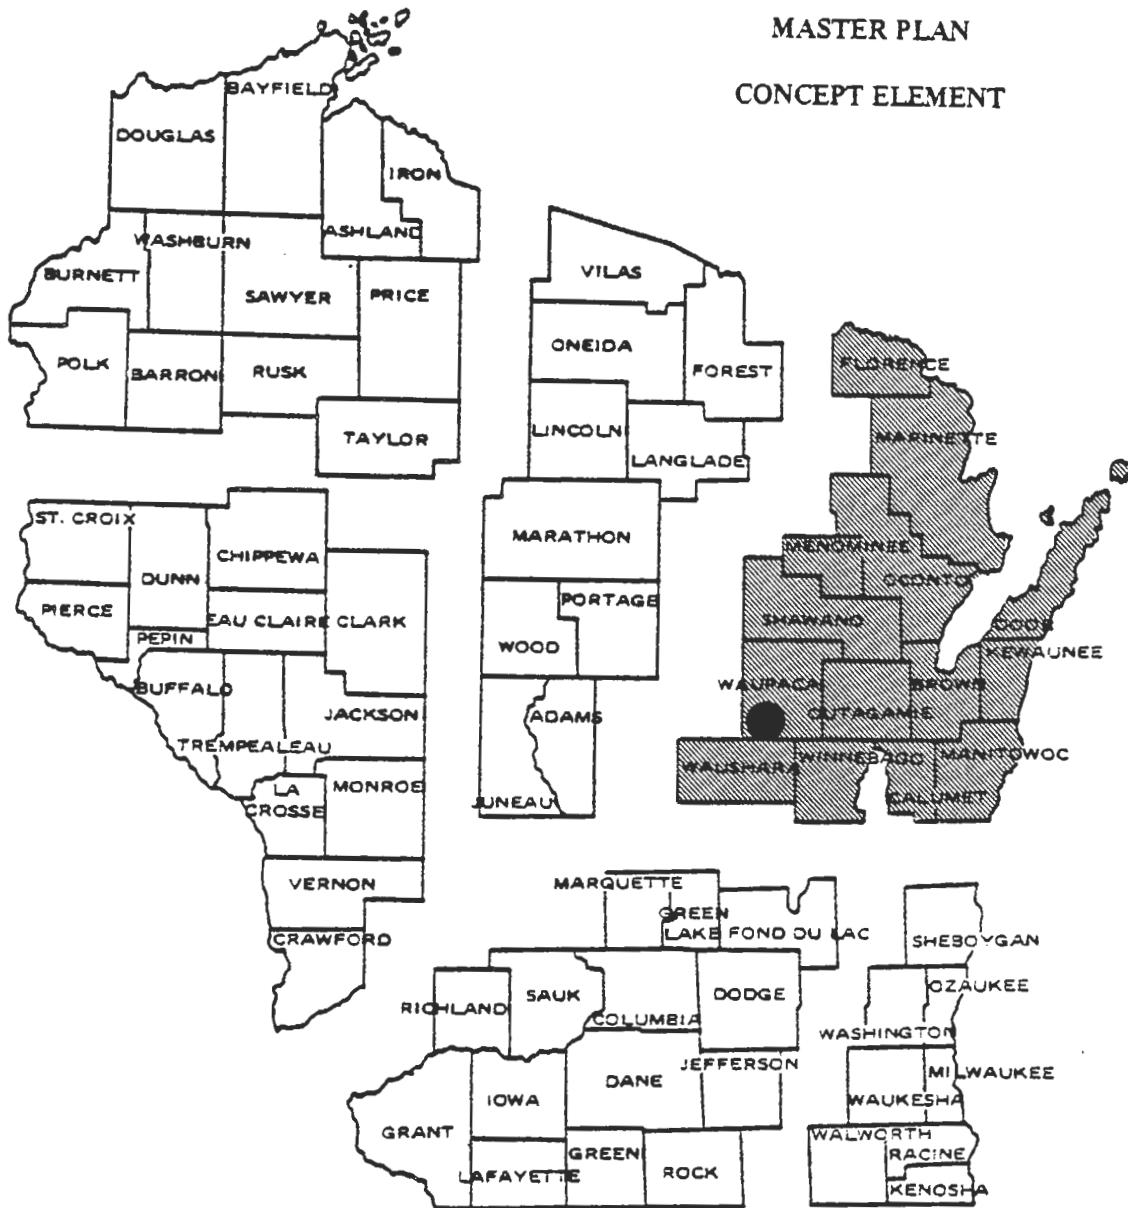 MASTER PLAN
CONCEPT ELEMENT
BAYFIELD
DOUGLAS
IRON
ASHLAND
WASHBURN
BURNETT
SAWYER
PRICE
POLK
BARRON
RUSK
TAYLOR
VILAS
ONEIDA
FOREST
LINCOLN
LANGLADE
FLORENCE
MARINETTE
ST. CROIX
CHIPPEWA
DUNN
PIERCE
EAU CLAIRE
CLARK
PEPIN
BUFFALO
JACKSON
TREMPEALEAU
LA
CROSSE
MONROE
VERNON
CRAWFORD
MARATHON
PORTAGE
WOOD
ADAMS
JUNEAU
MENOMINEE
OCONTO
SHAWANO
DOOR
KEWAUNEE
WAUPACA
BROWN
OUTAGAMIE
WAUSHARA
WINNEBAGO
MANITOWOC
CALUMET
MARQUETTE
GREEN
LAKE
FOND DU LAC
SHEBOYGAN
RICHLAND
SAUK
COLUMBIA
DODGE
OZAUKEE
WASHINGTON
DANE
JEFFERSON
MILWAUKEE
WAUKESHA
IOWA
GRANT
LAFAYETTE
GREEN
ROCK
WALWORTH
RACINE
KENOSHA